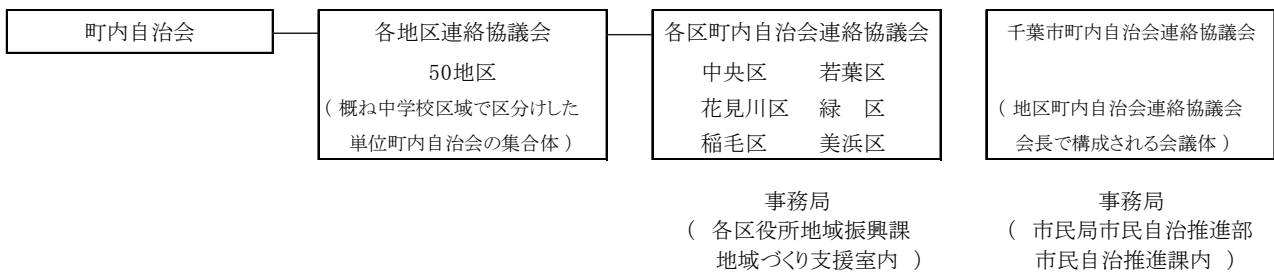 町内自治会
各地区連絡協議会
50地区
( 概ね中学校区域で区分けした
単位町内自治会の集合体 )
各区町内自治会連絡協議会
中央区 若葉区
花見川区 緑 区
稲毛区 美浜区
千葉市町内自治会連絡協議会
( 地区町内自治会連絡協議会
会長で構成される会議体 )
事務局
( 各区役所地域振興課
地域づくり支援室内 )
事務局
( 市民局市民自治推進部
市民自治推進課内 )